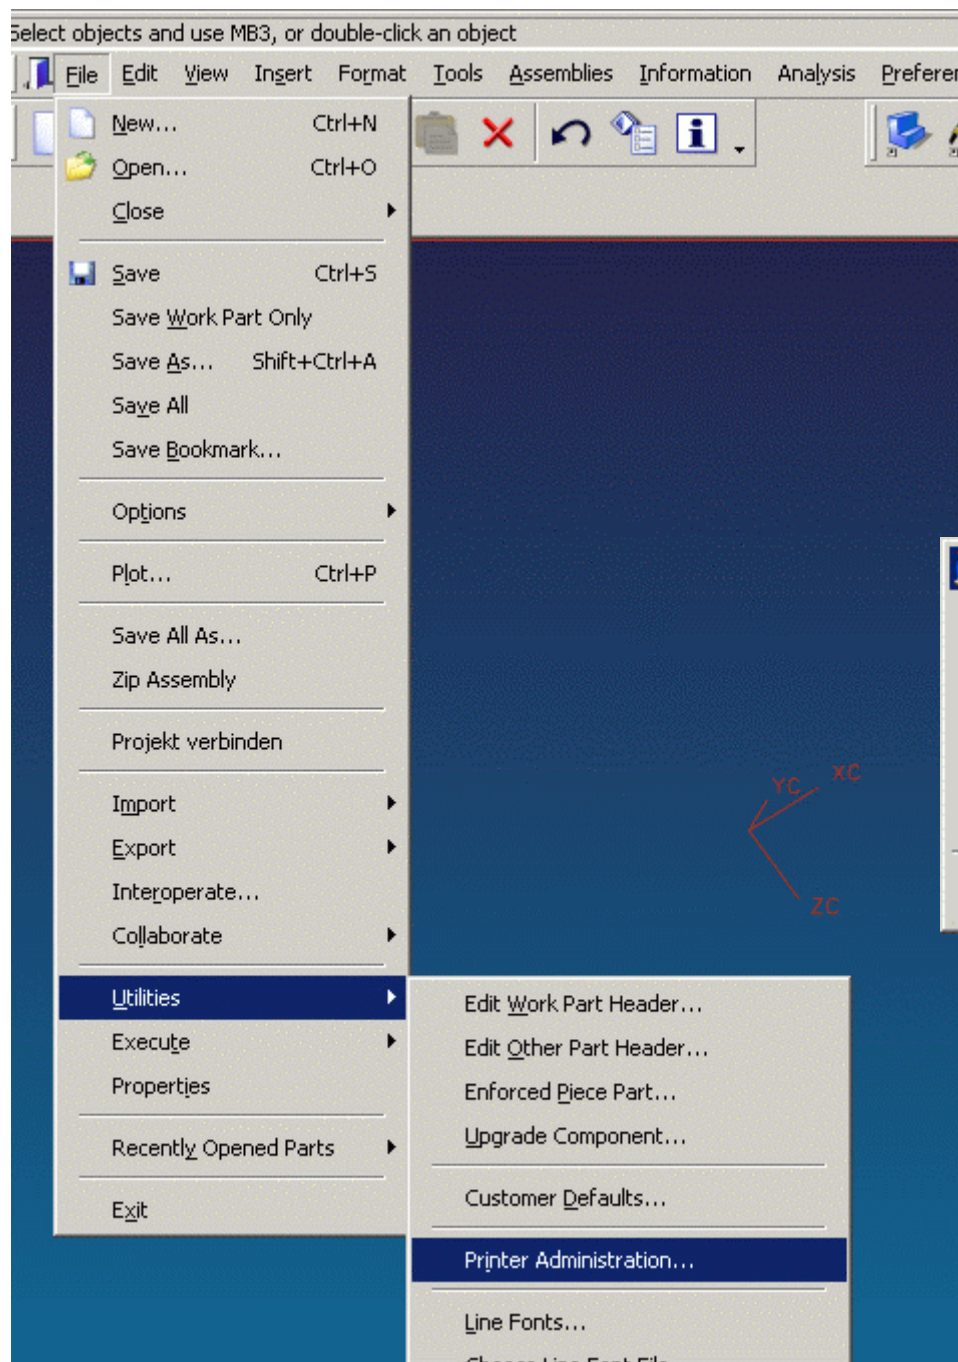 Select objects and use MB3, or double-click an object
File Edit View Insert Format Tools Assemblies Information Analysis
New... Ctrl+N
Open... Ctrl+O
Close
Save Ctrl+S
Save Work Part Only
Save As... Shift+Ctrl+A
Save All
Save Bookmark...
Options
Plot... Ctrl+P
Save All As...
Zip Assembly
Projekt verbinden
Import
Export
Interoperate...
Collaborate
Utilities
Execute
Properties
Recently Opened Parts
Exit
Edit Work Part Header...
Edit Other Part Header...
Enforced Piece Part...
Upgrade Component...
Customer Defaults...
Printer Administration...
Line Fonts...
XC
YC
ZC